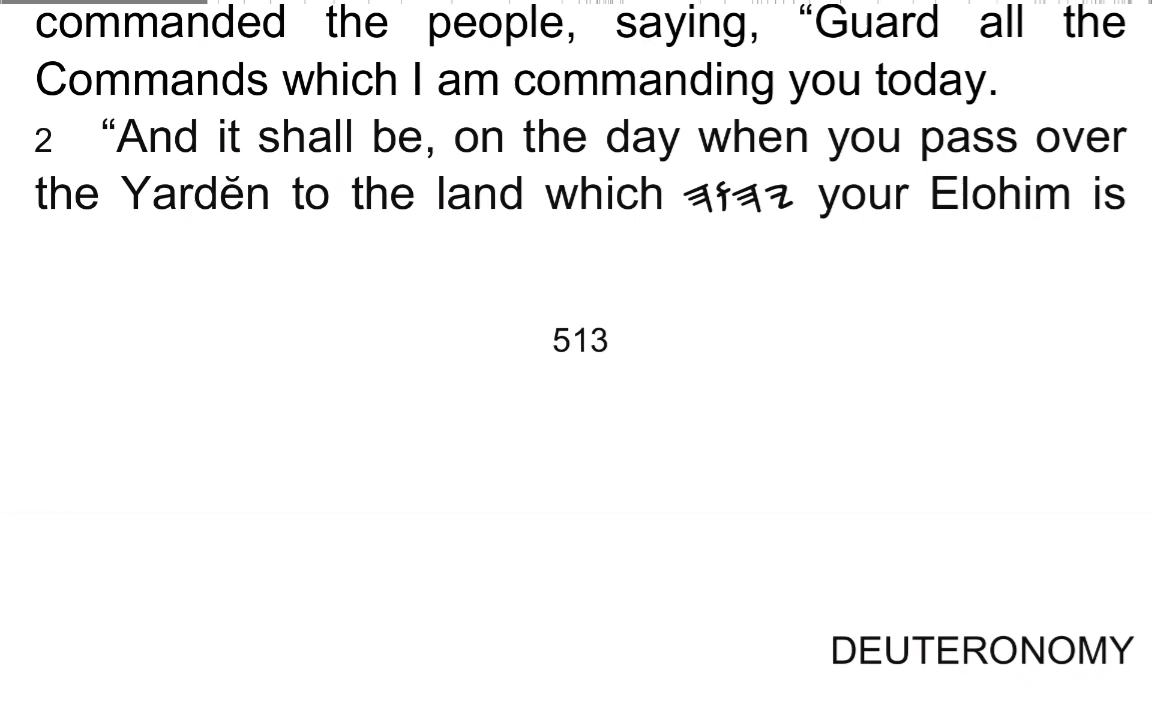 commanded the people, saying, “Guard all the
Commands which I am commanding you today.
2 “And it shall be, on the day when you pass over
the Yardĕn to the land which 𐤉𐤄𐤅𐤄 your Elohim is
513
DEUTERONOMY